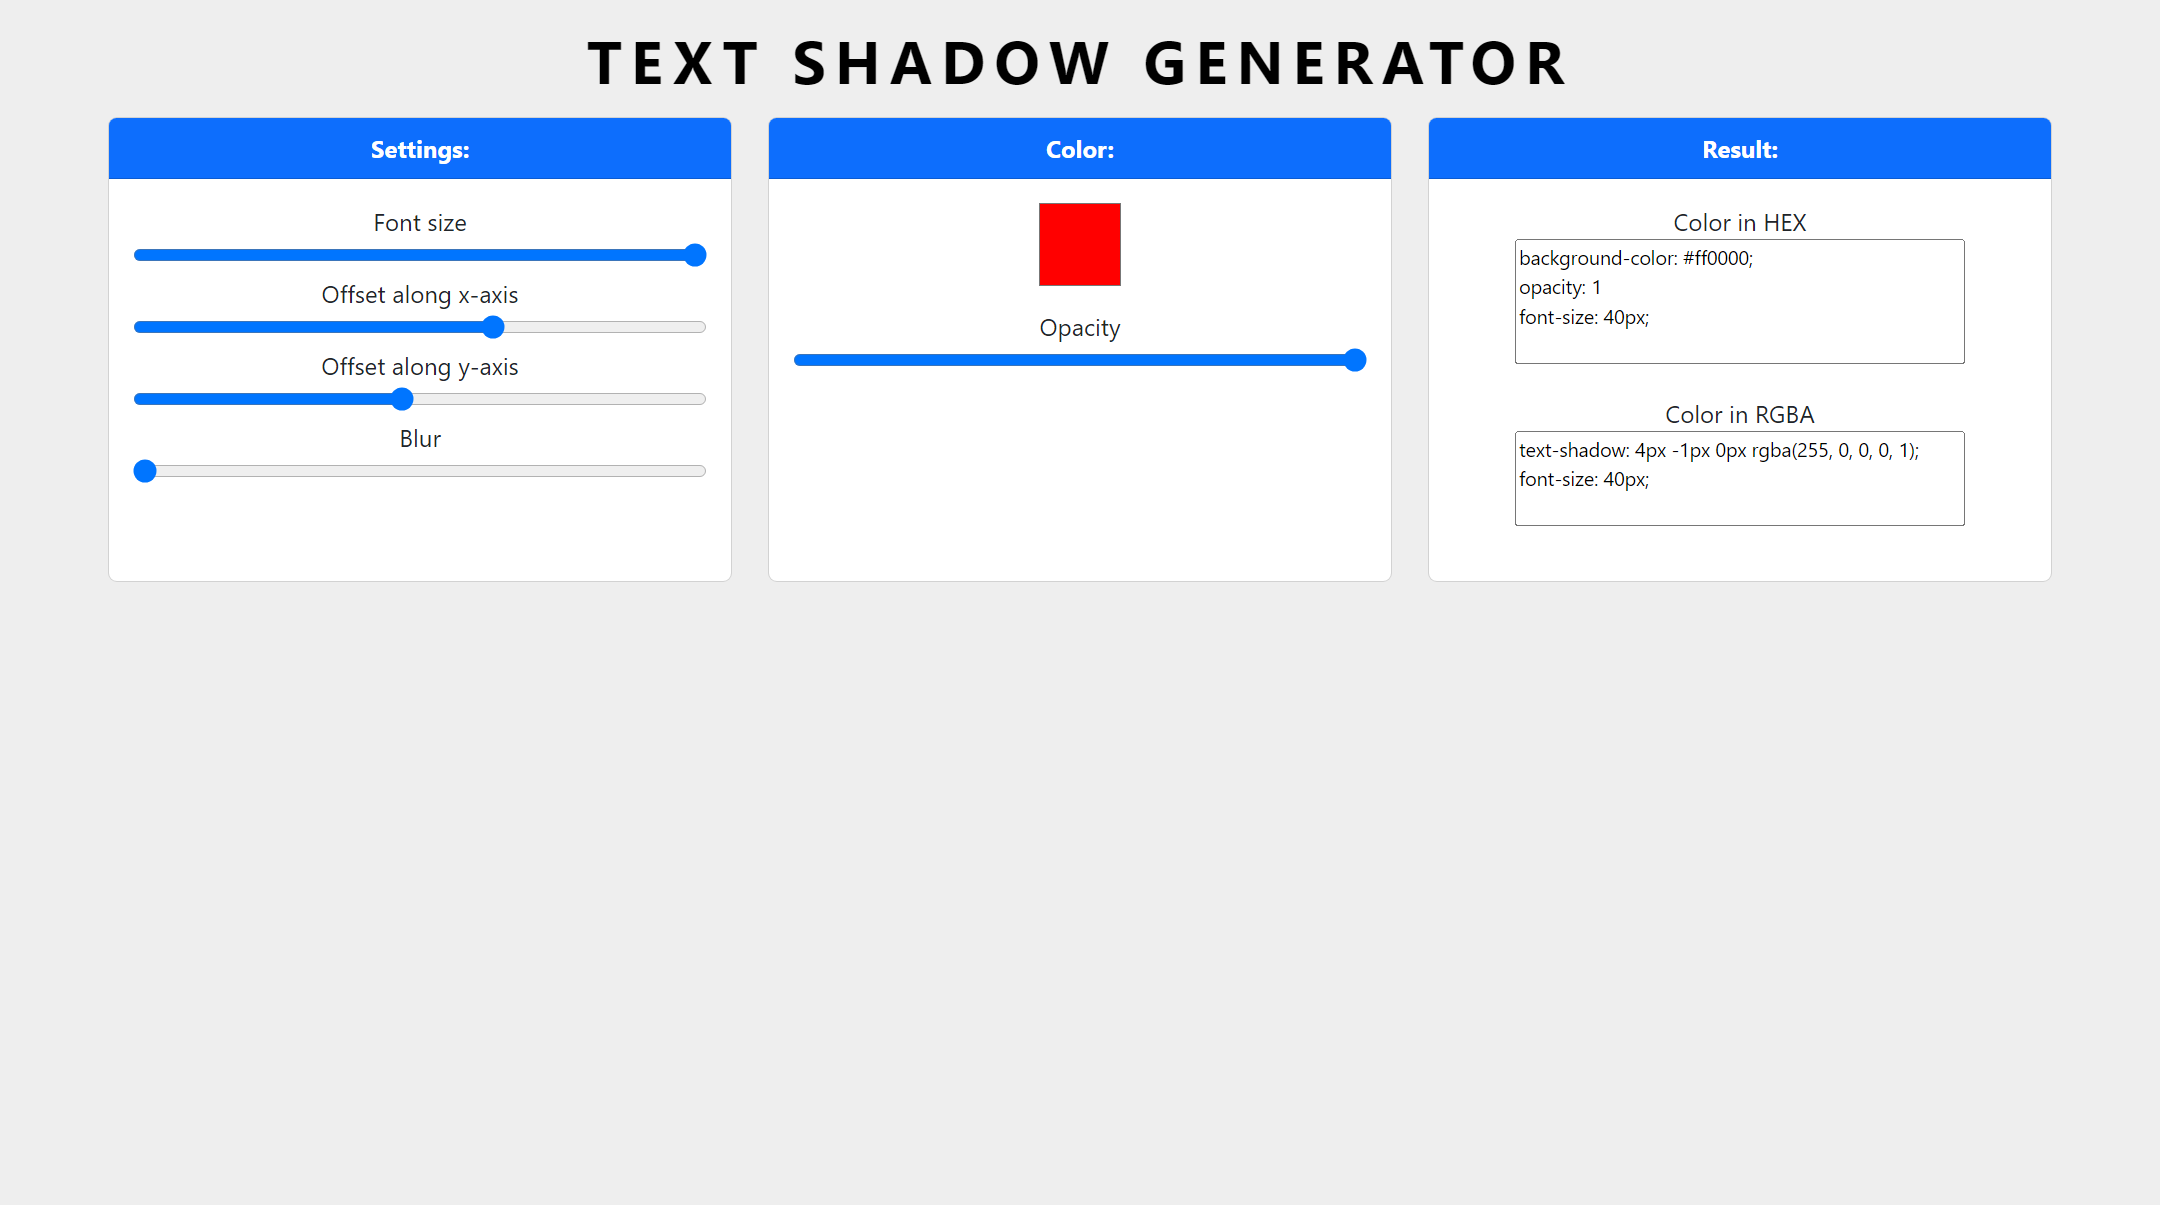 TEXT SHADOW GENERATOR
Settings:
Font size
Offset along x-axis
Offset along y-axis
Blur
Color:
Opacity
Result:
Color in HEX
background-color: #ff0000;
opacity: 1
font-size: 40px;
Color in RGBA
text-shadow: 4px -1px 0px rgba(255, 0, 0, 0, 1);
font-size: 40px;